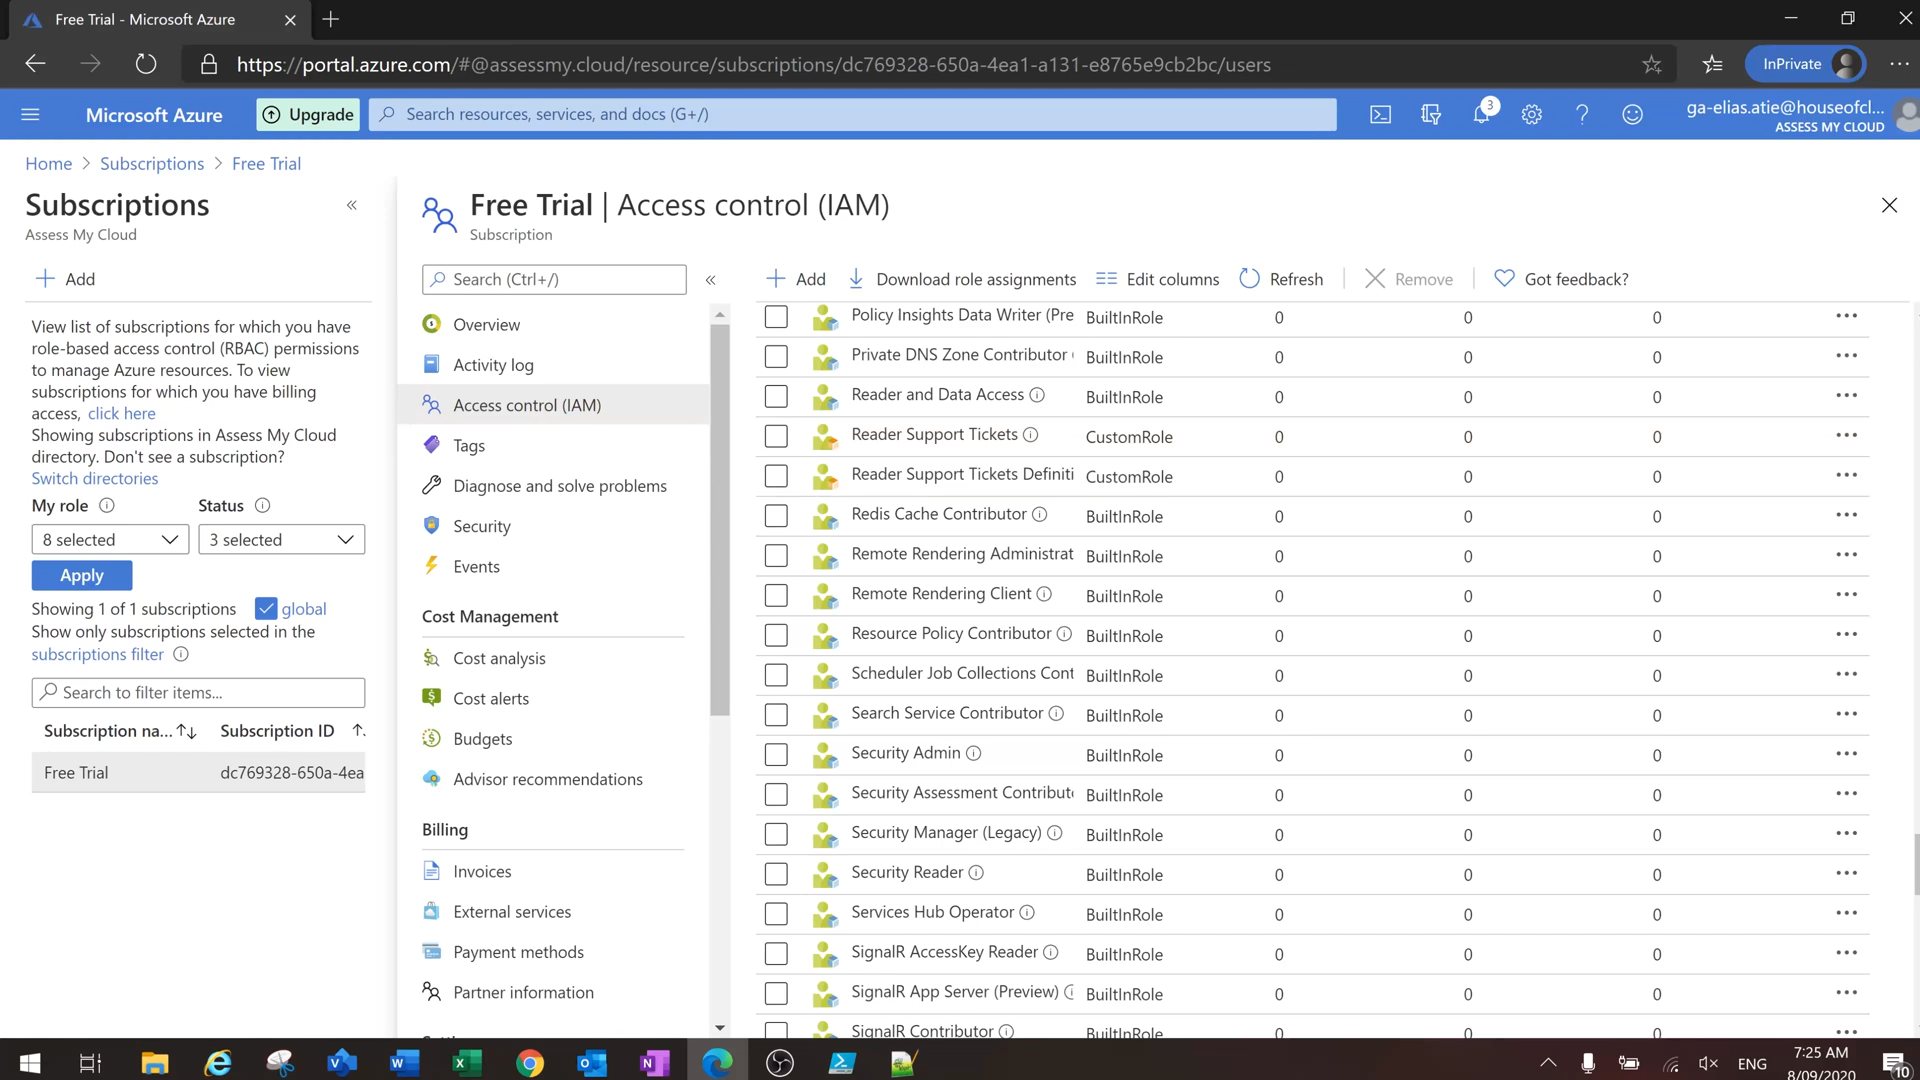 Free Trial - Microsoft Azure
https://portal.azure.com/#@assessmy.cloud/resource/subscriptions/dc769328-650a-4ea1-a131-e8765e9cb2bc/users
InPrivate
Microsoft Azure
Upgrade
Search resources, services, and docs (G+/)
3
ga-elias.atie@houseofcl...
ASSESS MY CLOUD
Home > Subscriptions > Free Trial
Subscriptions
Assess My Cloud
Add
View list of subscriptions for which you have
role-based access control (RBAC) permissions
to manage Azure resources. To view
subscriptions for which you have billing
access, click here
Showing subscriptions in Assess My Cloud
directory. Don't see a subscription?
Switch directories
My role Status
8 selected 3 selected
Apply
Showing 1 of 1 subscriptions global
Show only subscriptions selected in the
subscriptions filter
Search to filter items...
Subscription na... Subscription ID
Free Trial dc769328-650a-4ea
Free Trial | Access control (IAM)
Subscription
Search (Ctrl+/)
Overview
Activity log
Access control (IAM)
Tags
Diagnose and solve problems
Security
Events
Cost Management
Cost analysis
Cost alerts
Budgets
Advisor recommendations
Billing
Invoices
External services
Payment methods
Partner information
Add Download role assignments Edit columns Refresh Remove Got feedback?
Policy Insights Data Writer (Pre BuiltInRole 0 0 0
Private DNS Zone Contributor BuiltInRole 0 0 0
Reader and Data Access BuiltInRole 0 0 0
Reader Support Tickets CustomRole 0 0 0
Reader Support Tickets Definiti CustomRole 0 0 0
Redis Cache Contributor BuiltInRole 0 0 0
Remote Rendering Administrat BuiltInRole 0 0 0
Remote Rendering Client BuiltInRole 0 0 0
Resource Policy Contributor BuiltInRole 0 0 0
Scheduler Job Collections Cont BuiltInRole 0 0 0
Search Service Contributor BuiltInRole 0 0 0
Security Admin BuiltInRole 0 0 0
Security Assessment Contribut BuiltInRole 0 0 0
Security Manager (Legacy) BuiltInRole 0 0 0
Security Reader BuiltInRole 0 0 0
Services Hub Operator BuiltInRole 0 0 0
SignalR AccessKey Reader BuiltInRole 0 0 0
SignalR App Server (Preview) BuiltInRole 0 0 0
SignalR Contributor BuiltInRole 0 0 0
ENG
7:25 AM
8/09/2020
10